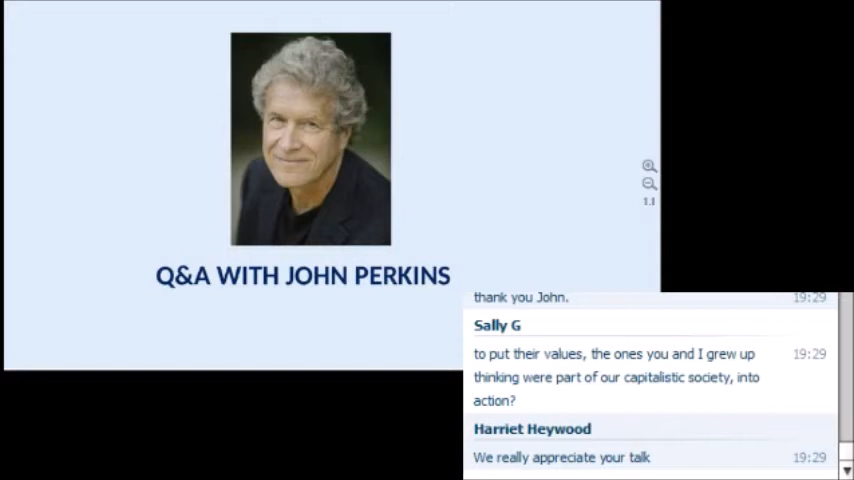 1:1
Q&A WITH JOHN PERKINS
thank you John. 19:29
Sally G
to put their values, the ones you and I grew up 19:29
thinking were part of our capitalistic society, into
action?
Harriet Heywood
We really appreciate your talk 19:29